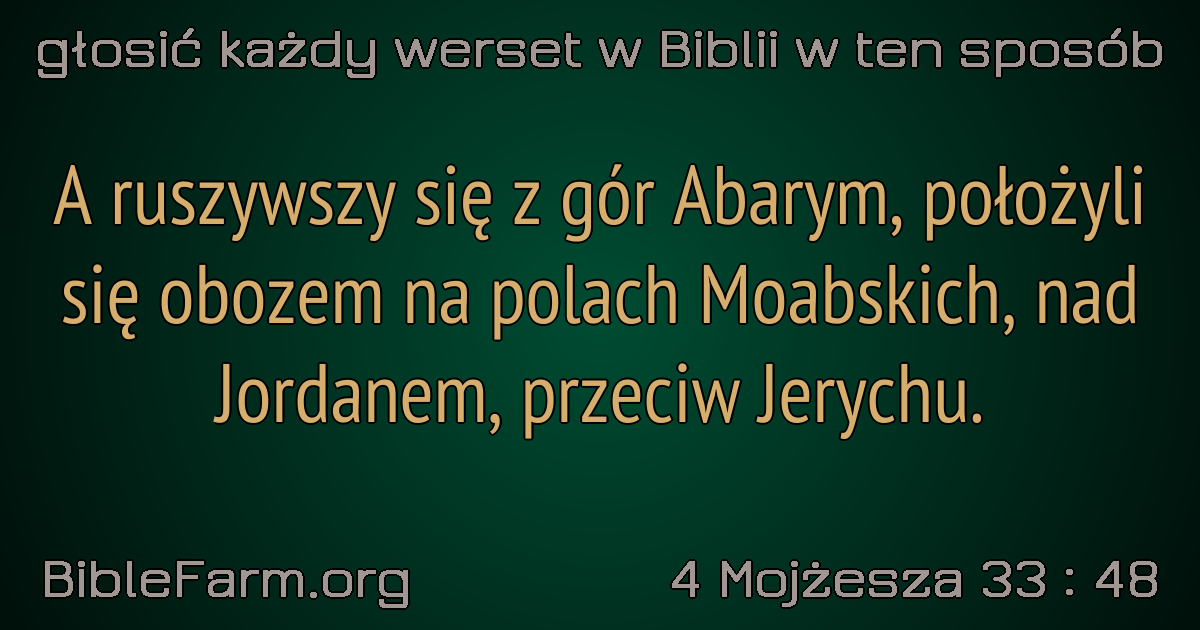 głosić każdy werset w Biblii w ten sposób
A ruszywszy się z gór Abarym, położyli
się obozem na polach Moabskich, nad
Jordanem, przeciw Jerychu.
BibleFarm.org
4 Mojżesza 33 : 48